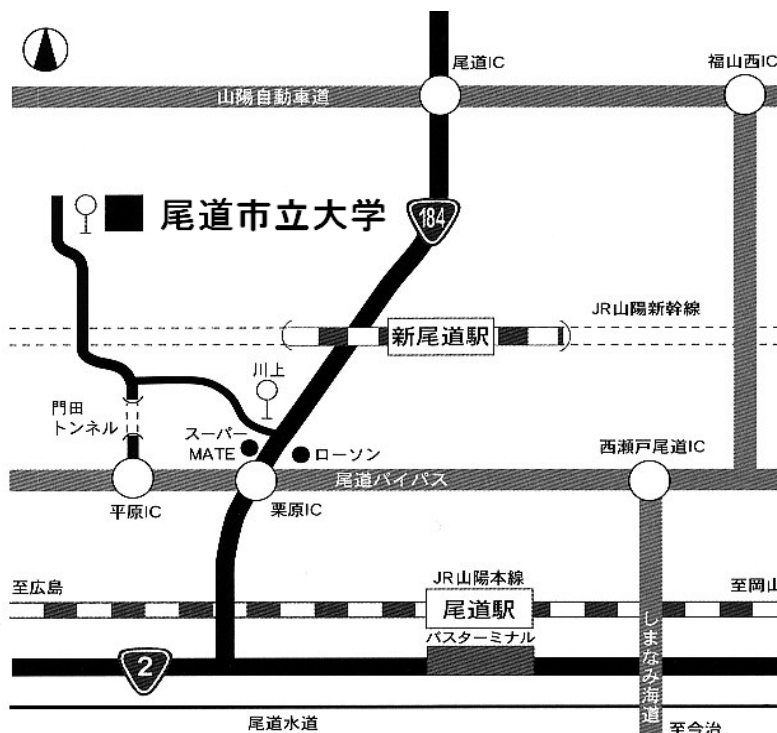 尾道IC
福山西IC
山陽自動車道
尾道市立大学
184
JR山陽新幹線
新尾道駅
川上
門田
トンネル
スーパー
MATE
ローソン
西瀬戸尾道IC
尾道バイパス
平原IC
栗原IC
至広島
JR山陽本線
至岡山
尾道駅
バスターミナル
しまなみ海道
2
尾道水道
至今治